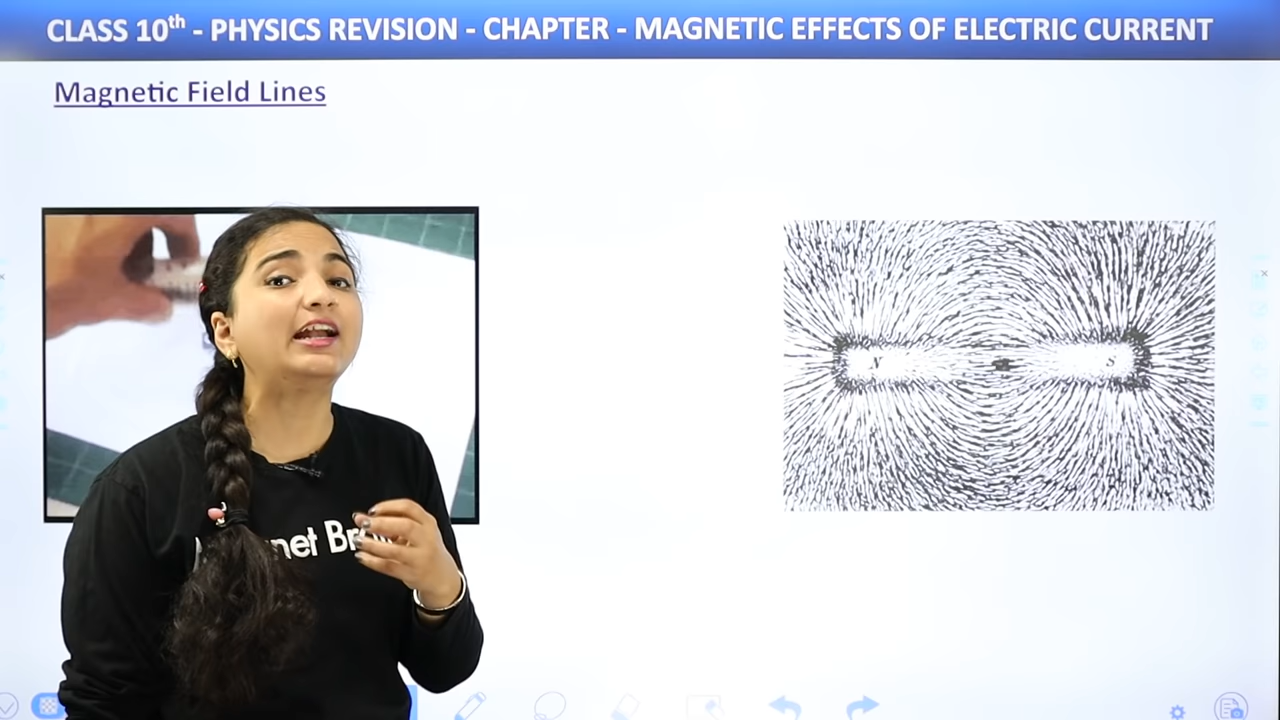 CLASS 10th - PHYSICS REVISION - CHAPTER - MAGNETIC EFFECTS OF ELECTRIC CURRENT
Magnetic Field Lines
N S
net Br